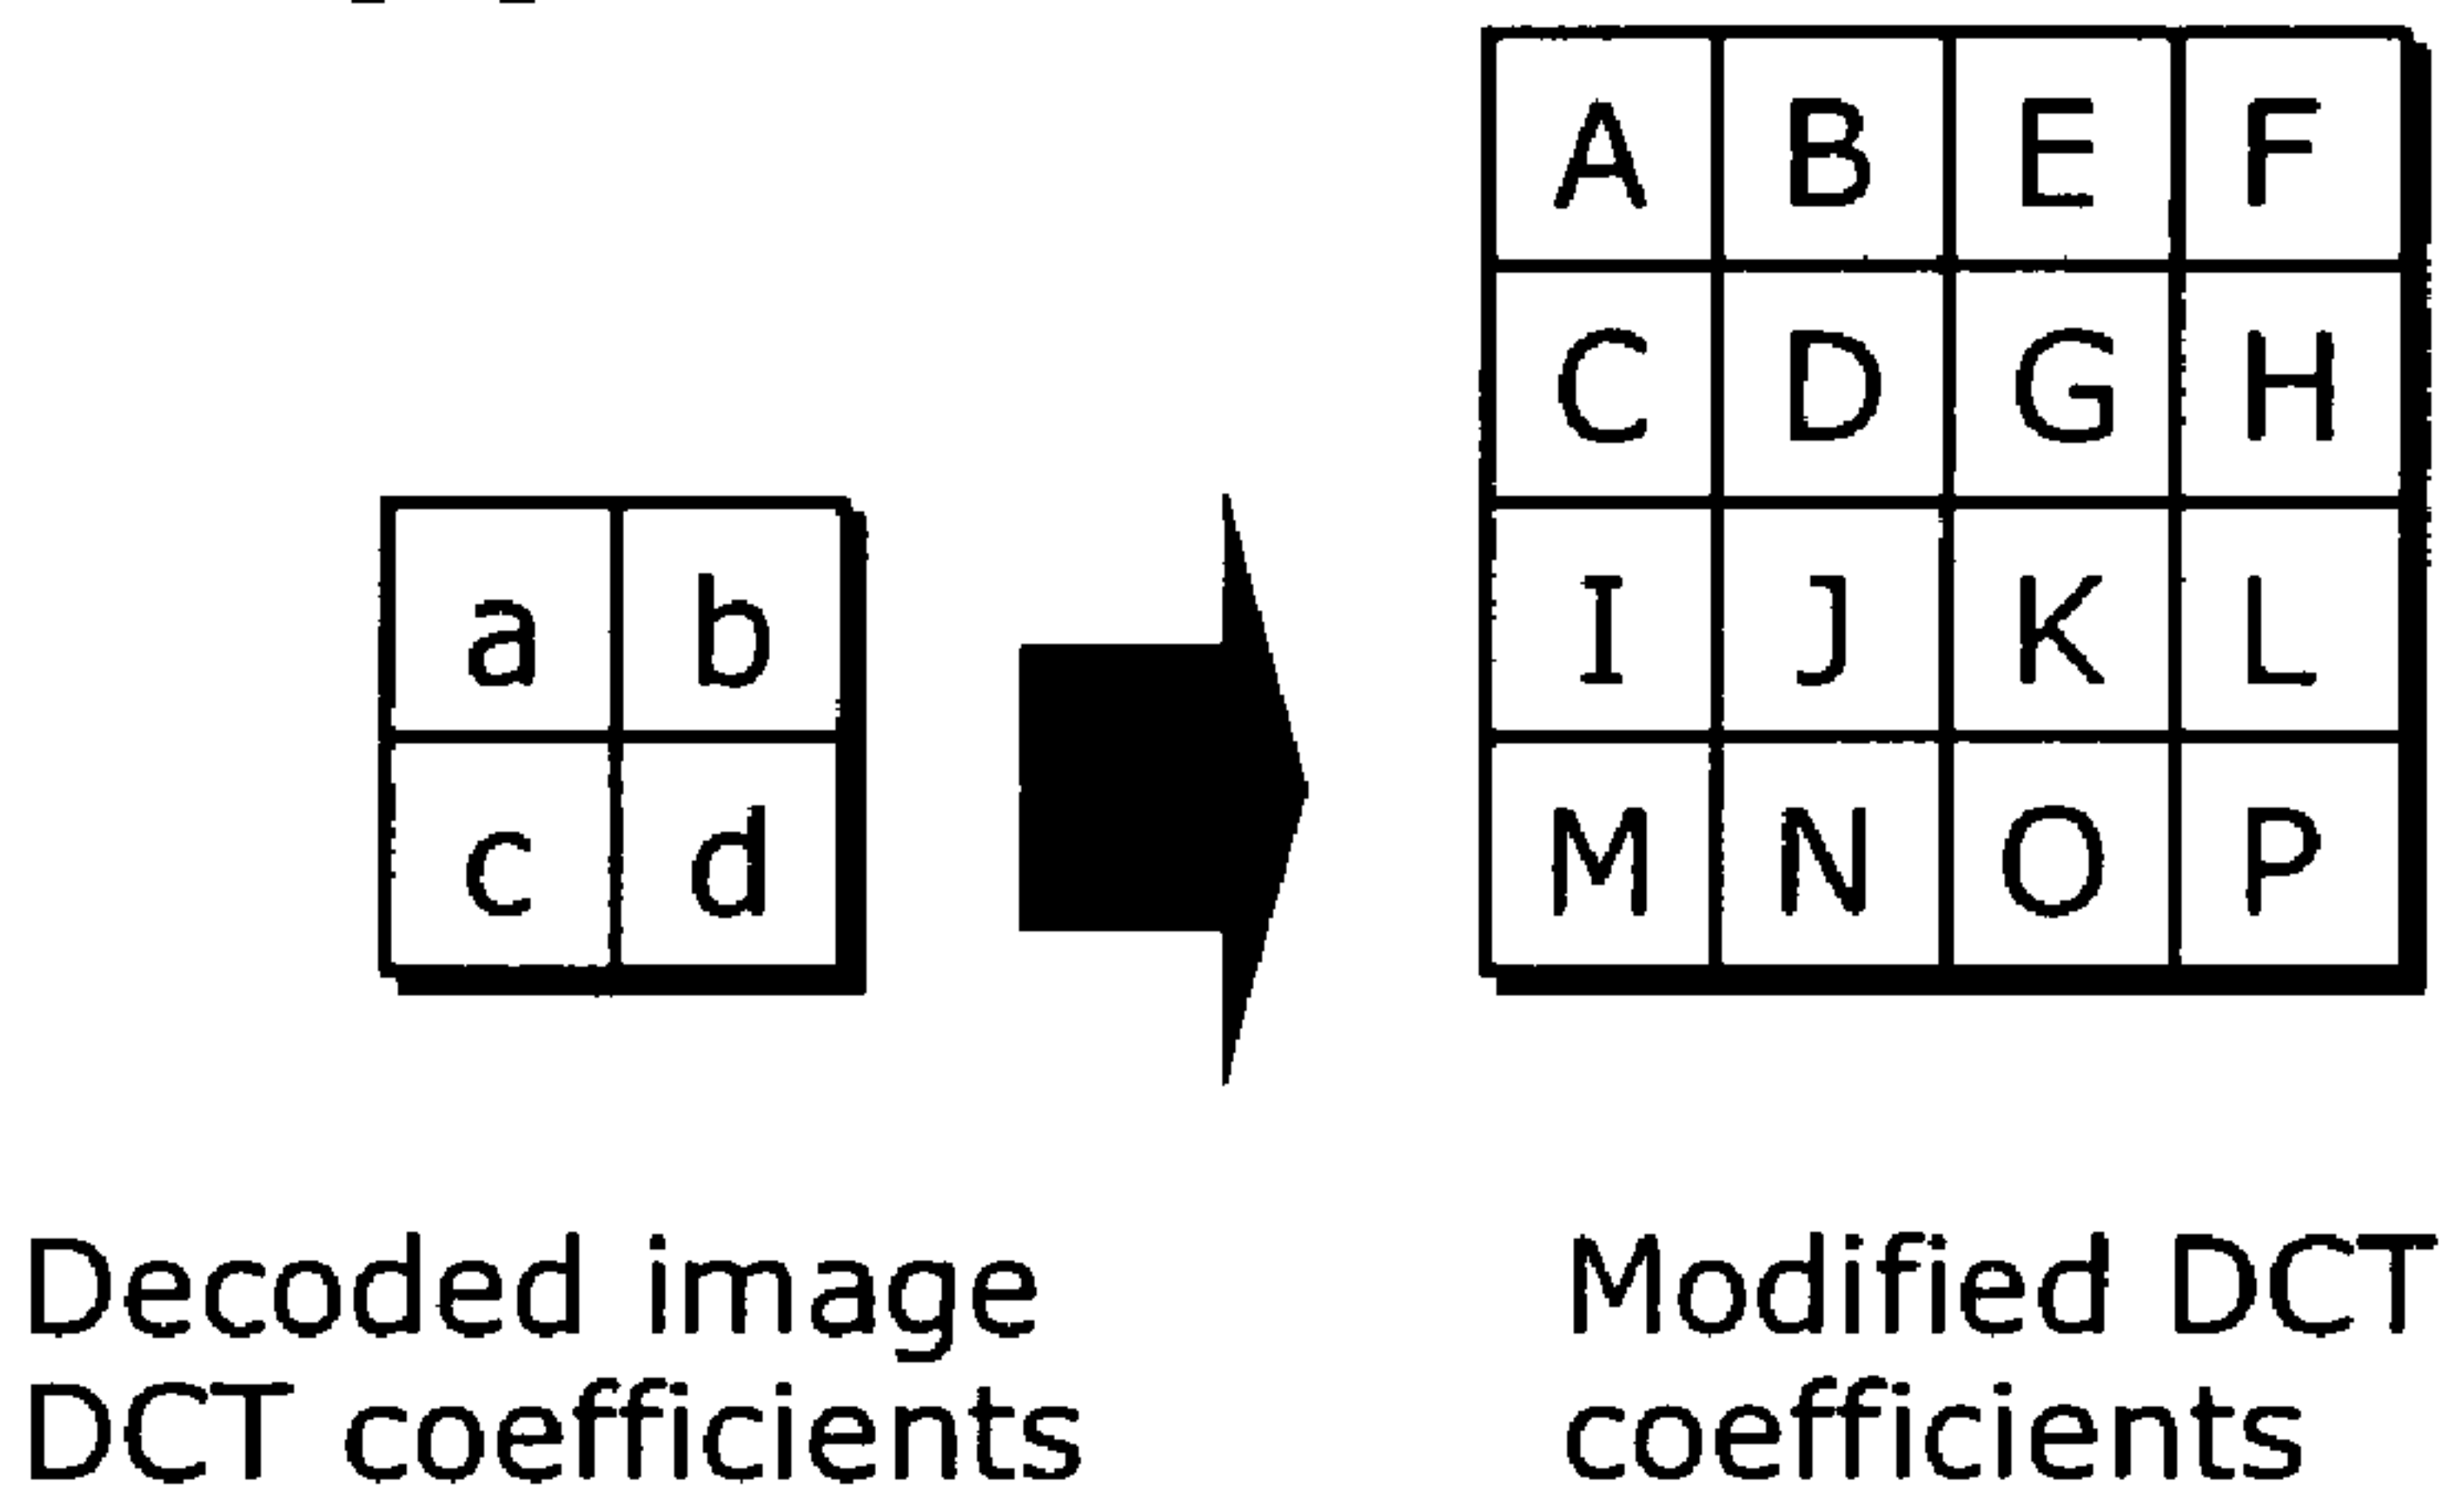 A B E F
C D G H
a b I J K L
c d M N O P
Decoded image Modified DCT
DCT coefficients coefficients